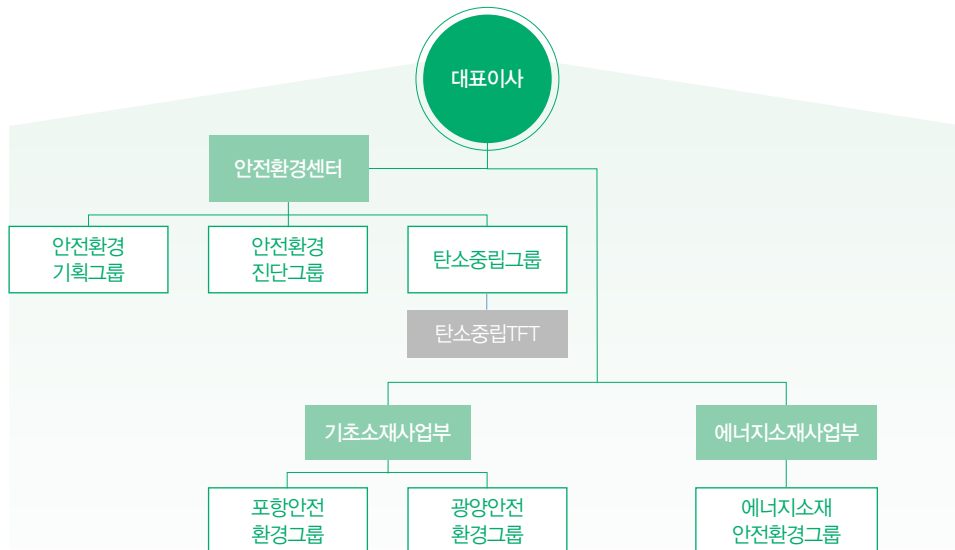 대표이사
안전환경센터
안전환경
기획그룹
안전환경
진단그룹
탄소중립그룹
탄소중립TFT
기초소재사업부
에너지소재사업부
포항안전
환경그룹
광양안전
환경그룹
에너지소재
안전환경그룹